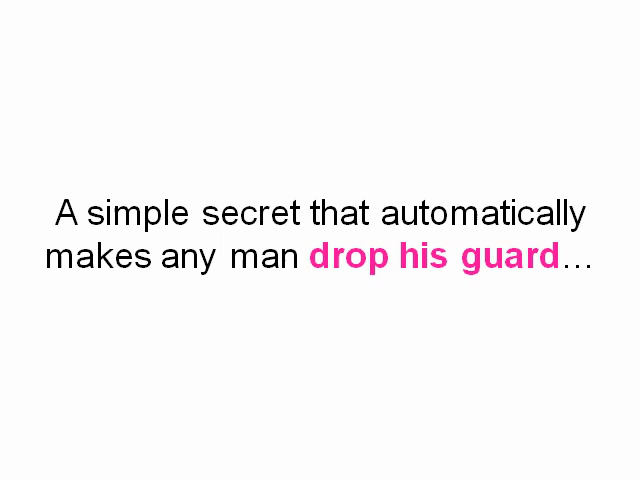 A simple secret that automatically
makes any man drop his guard…